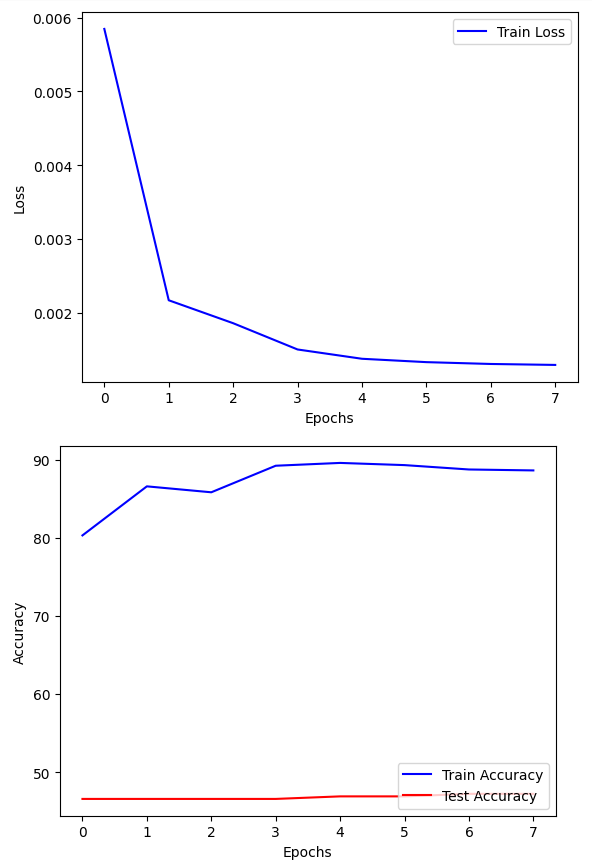 0.006
Train Loss
0.005
0.004
Loss
0.003
0.002
0 1 2 3 4 5 6 7
Epochs
90
80
70
Accuracy
60
50
Train Accuracy
Test Accuracy
0 1 2 3 4 5 6 7
Epochs